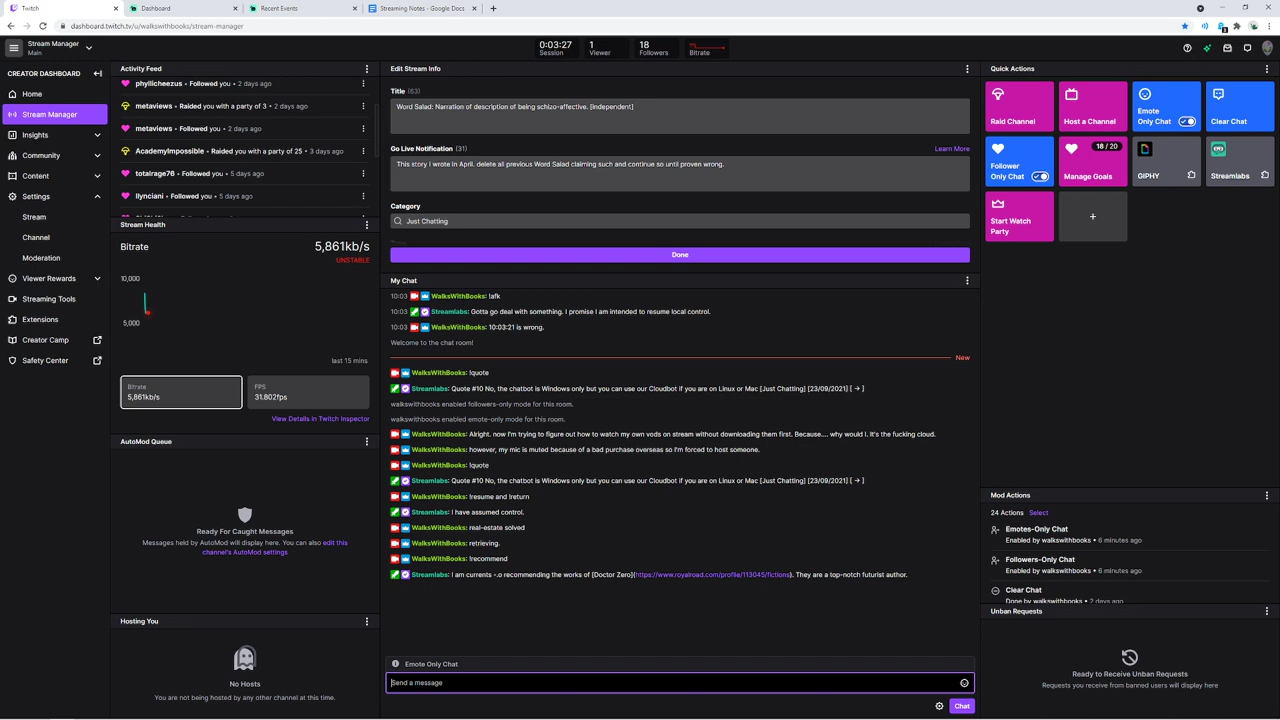 Twitch
Dashboard
Recent Events
Streaming Notes - Google Docs
dashboard.twitch.tv/u/walkswithbooks/stream-manager
Stream Manager
Main
0:03:27
Session
1
Viewer
18
Followers
Bitrate
CREATOR DASHBOARD
Home
Stream Manager
Insights
Community
Content
Settings
Stream
Channel
Moderation
Viewer Rewards
Streaming Tools
Extensions
Creator Camp
Safety Center
Activity Feed
phyllcheezus • Followed you • 2 days ago
metaviews • Raided you with a party of 3 • 2 days ago
metaviews • Followed you • 2 days ago
AcademyImpossible • Raided you with a party of 25 • 3 days ago
totalrage76 • Followed you • 5 days ago
llynciani • Followed you • 5 days ago
Stream Health
Bitrate
5,861kb/s
UNSTABLE
10,000
5,000
last 15 mins
Bitrate
5,861kb/s
FPS
31.802fps
View Details in Twitch Inspector
AutoMod Queue
Ready For Caught Messages
Messages held by AutoMod will display here. You can also edit this
channel's AutoMod settings
Hosting You
No Hosts
You are not being hosted by any other channel at this time.
Edit Stream Info
Title (63)
Word Salad: Narration of description of being schizo-affective. [independent]
Go Live Notification (31)
Learn More
This story I wrote in April. delete all previous Word Salad claiming such and continue so until proven wrong.
Category
Just Chatting
Done
My Chat
10:03 WalksWithBooks: !afk
10:03 Streamlabs: Gotta go deal with something. I promise I am intended to resume local control.
10:03 WalksWithBooks: 10:03:21 is wrong.
Welcome to the chat room!
New
WalksWithBooks: !quote
Streamlabs: Quote #10 No, the chatbot is Windows only but you can use our Cloudbot if you are on Linux or Mac [Just Chatting] [23/09/2021] [ → ]
walkswithbooks enabled followers-only mode for this room.
walkswithbooks enabled emote-only mode for this room.
WalksWithBooks: Alright. now I'm trying to figure out how to watch my own vods on stream without downloading them first. Because.... why would I. It's the fucking cloud.
WalksWithBooks: however, my mic is muted because of a bad purchase overseas so I'm forced to host someone.
WalksWithBooks: !quote
Streamlabs: Quote #10 No, the chatbot is Windows only but you can use our Cloudbot if you are on Linux or Mac [Just Chatting] [23/09/2021] [ → ]
WalksWithBooks: !resume and !return
Streamlabs: I have assumed control.
WalksWithBooks: real-estate solved
WalksWithBooks: retrieving.
WalksWithBooks: !recommend
Streamlabs: I am currents -.o recommending the works of [Doctor Zero](https://www.royalroad.com/profile/113045/fictions). They are a top-notch futurist author.
Emote Only Chat
Send a message
Chat
Quick Actions
Raid Channel
Host a Channel
Emote
Only Chat
Clear Chat
Follower
Only Chat
18 / 20
Manage Goals
GIPHY
Streamlabs
Start Watch
Party
Mod Actions
24 Actions Select
Emotes-Only Chat
Enabled by walkswithbooks • 6 minutes ago
Followers-Only Chat
Enabled by walkswithbooks • 6 minutes ago
Clear Chat
Done by walkswithbooks • 2 days ago
Unban Requests
Ready to Receive Unban Requests
Requests you receive from banned users will display here